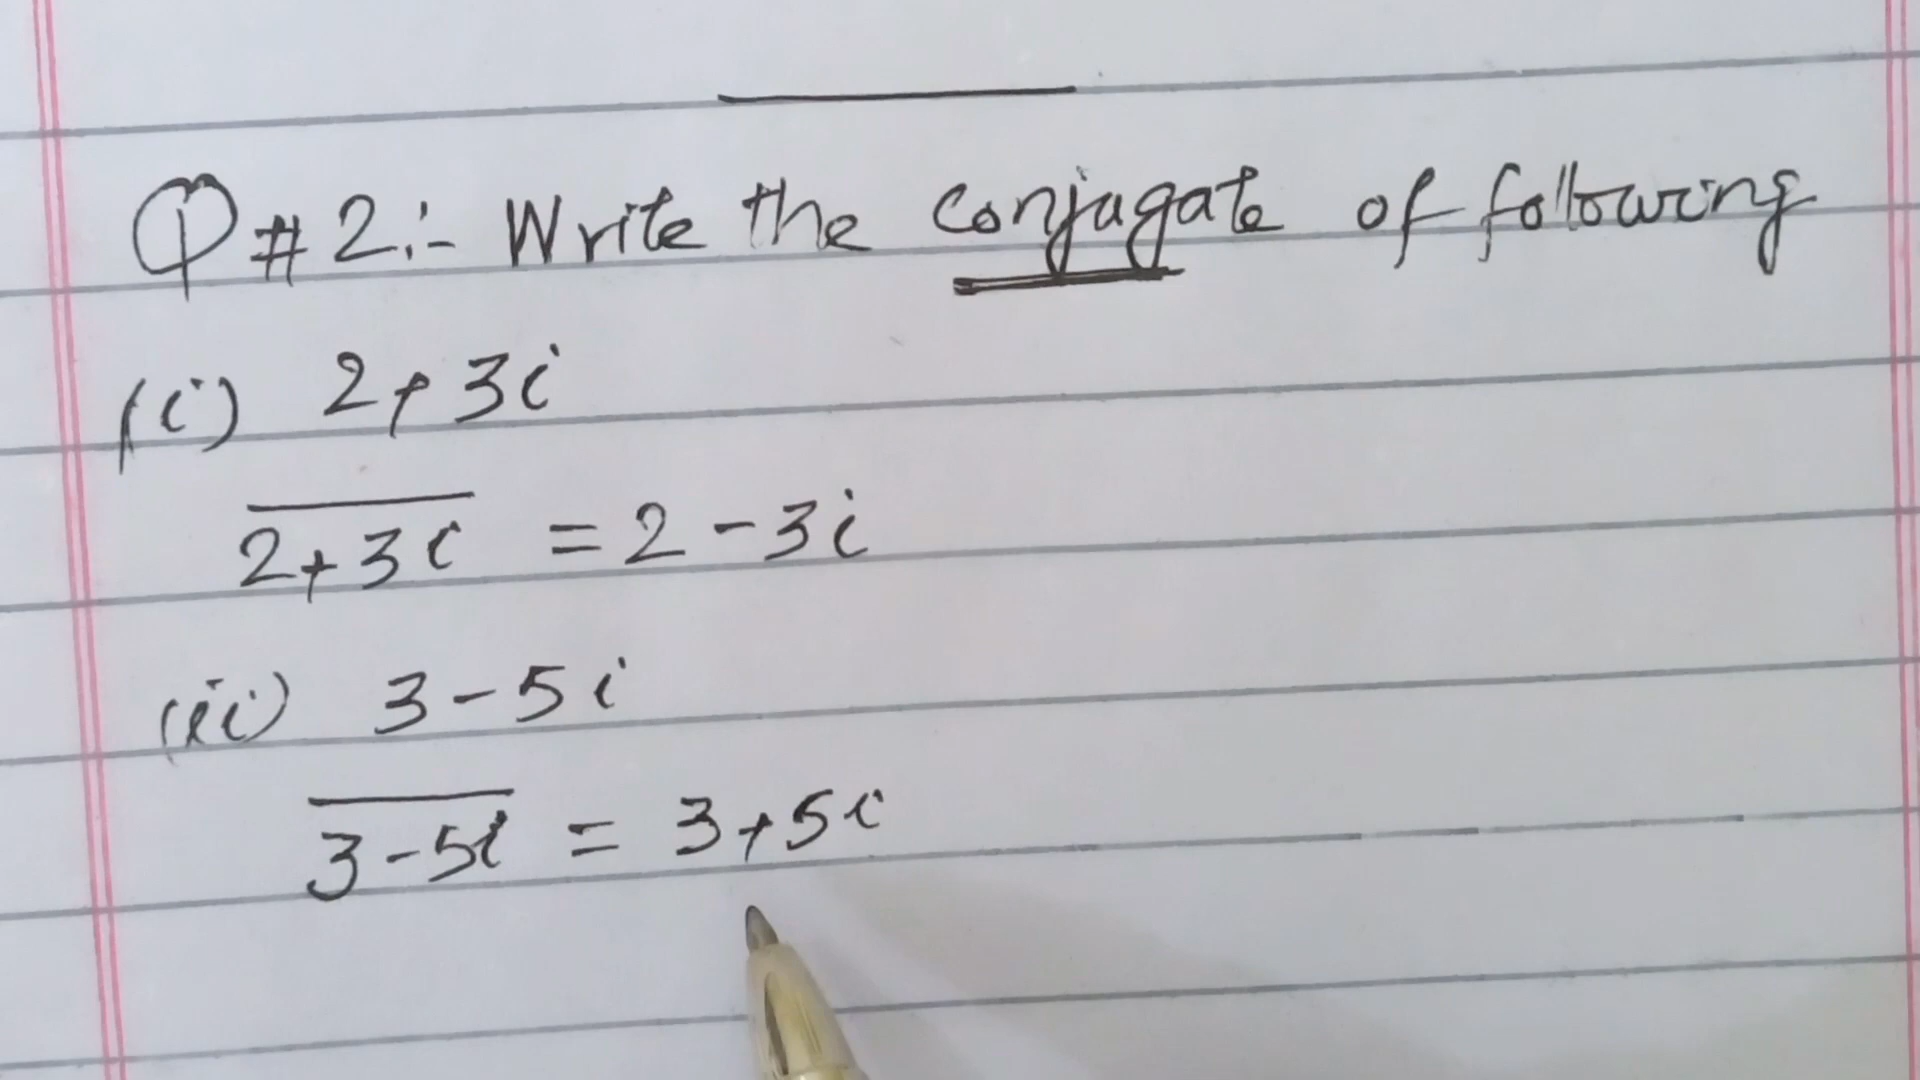 Q # 2:- Write the conjugate of following
(i) 2+3i
\overline{2+3i} = 2-3i
(ii) 3-5i
\overline{3-5i} = 3+5i